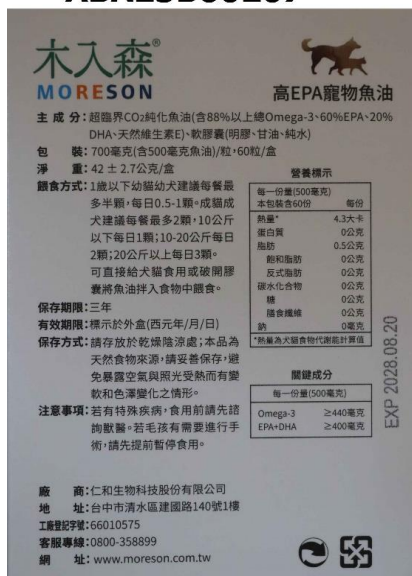 木入森®
MORESON
高EPA寵物魚油
主成分:超臨界CO2純化魚油(含88%以上總Omega-3、60%EPA、20%
DHA、天然維生素E)、軟膠囊(明膠、甘油、純水)
包裝:700毫克(含500毫克魚油)/粒,60粒/盒
淨重:42 ± 2.7公克/盒
餵食方式:1歲以下幼貓幼犬建議每餐最
多半顆,每日0.5-1顆。成貓成
犬建議每餐最多2顆,10公斤
以下每日1顆;10-20公斤每日
2顆;20公斤以上每日3顆。
可直接給犬貓食用或破開膠
囊將魚油拌入食物中餵食。
保存期限:三年
有效期限:標示於外盒(西元年/月/日)
保存方式:請存放於乾燥陰涼處;本品為
天然食物來源,請妥善保存,避
免暴露空氣與照光受熱而有變
軟和色澤變化之情形。
注意事項:若有特殊疾病,食用前請先諮
詢獸醫。若毛孩有需要進行手
術,請先提前暫停食用。
營養標示
每一份量(500毫克)
本包裝含60份 每份
熱量* 4.3大卡
蛋白質 0公克
脂肪 0.5公克
飽和脂肪 0公克
反式脂肪 0公克
碳水化合物 0公克
糖 0公克
膳食纖維 0公克
鈉 0毫克
*熱量為犬貓食物代謝能計算值
關鍵成分
每一份量(500毫克)
Omega-3 ≥440毫克
EPA+DHA ≥400毫克
EXP 2028.08.20
廠商:仁和生物科技股份有限公司
地址:台中市清水區建國路140號1樓
工廠登記字號:66010575
客服專線:0800-358899
網址:www.moreson.com.tw